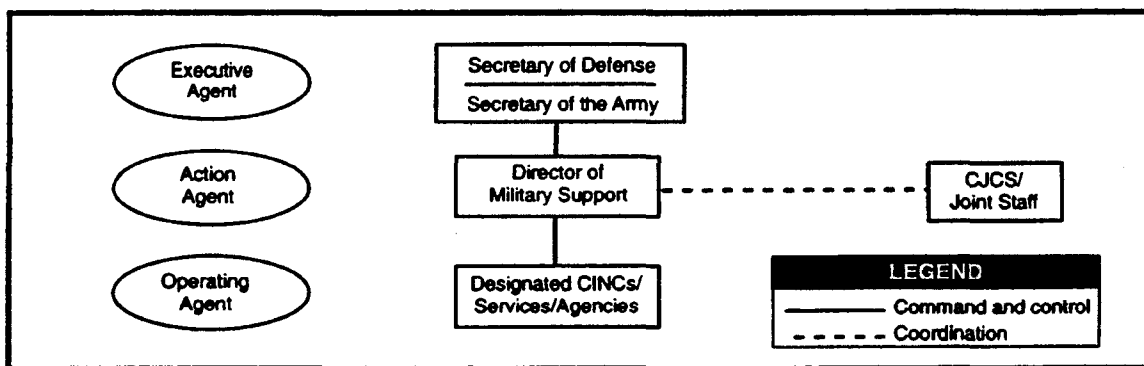 Executive
Agent
Secretary of Defense
Secretary of the Army
Action
Agent
Director of
Military Support
CJCS/
Joint Staff
Operating
Agent
Designated CINCs/
Services/Agencies
LEGEND
Command and control
Coordination